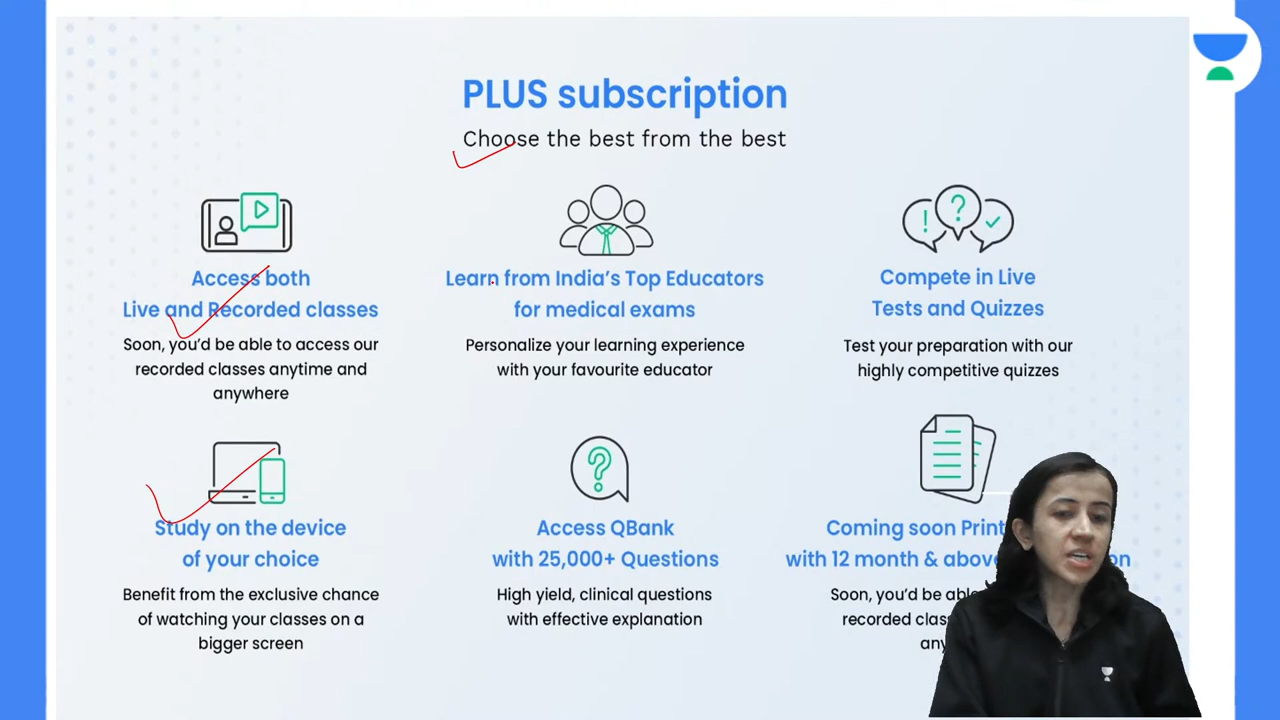 PLUS subscription
Choose the best from the best
Access both
Live and Recorded classes
Soon, you’d be able to access our
recorded classes anytime and
anywhere
Learn from India’s Top Educators
for medical exams
Personalize your learning experience
with your favourite educator
Compete in Live
Tests and Quizzes
Test your preparation with our
highly competitive quizzes
Study on the device
of your choice
Benefit from the exclusive chance
of watching your classes on a
bigger screen
Access QBank
with 25,000+ Questions
High yield, clinical questions
with effective explanation
Coming soon Print
with 12 month & above
Soon, you’d be
recorded